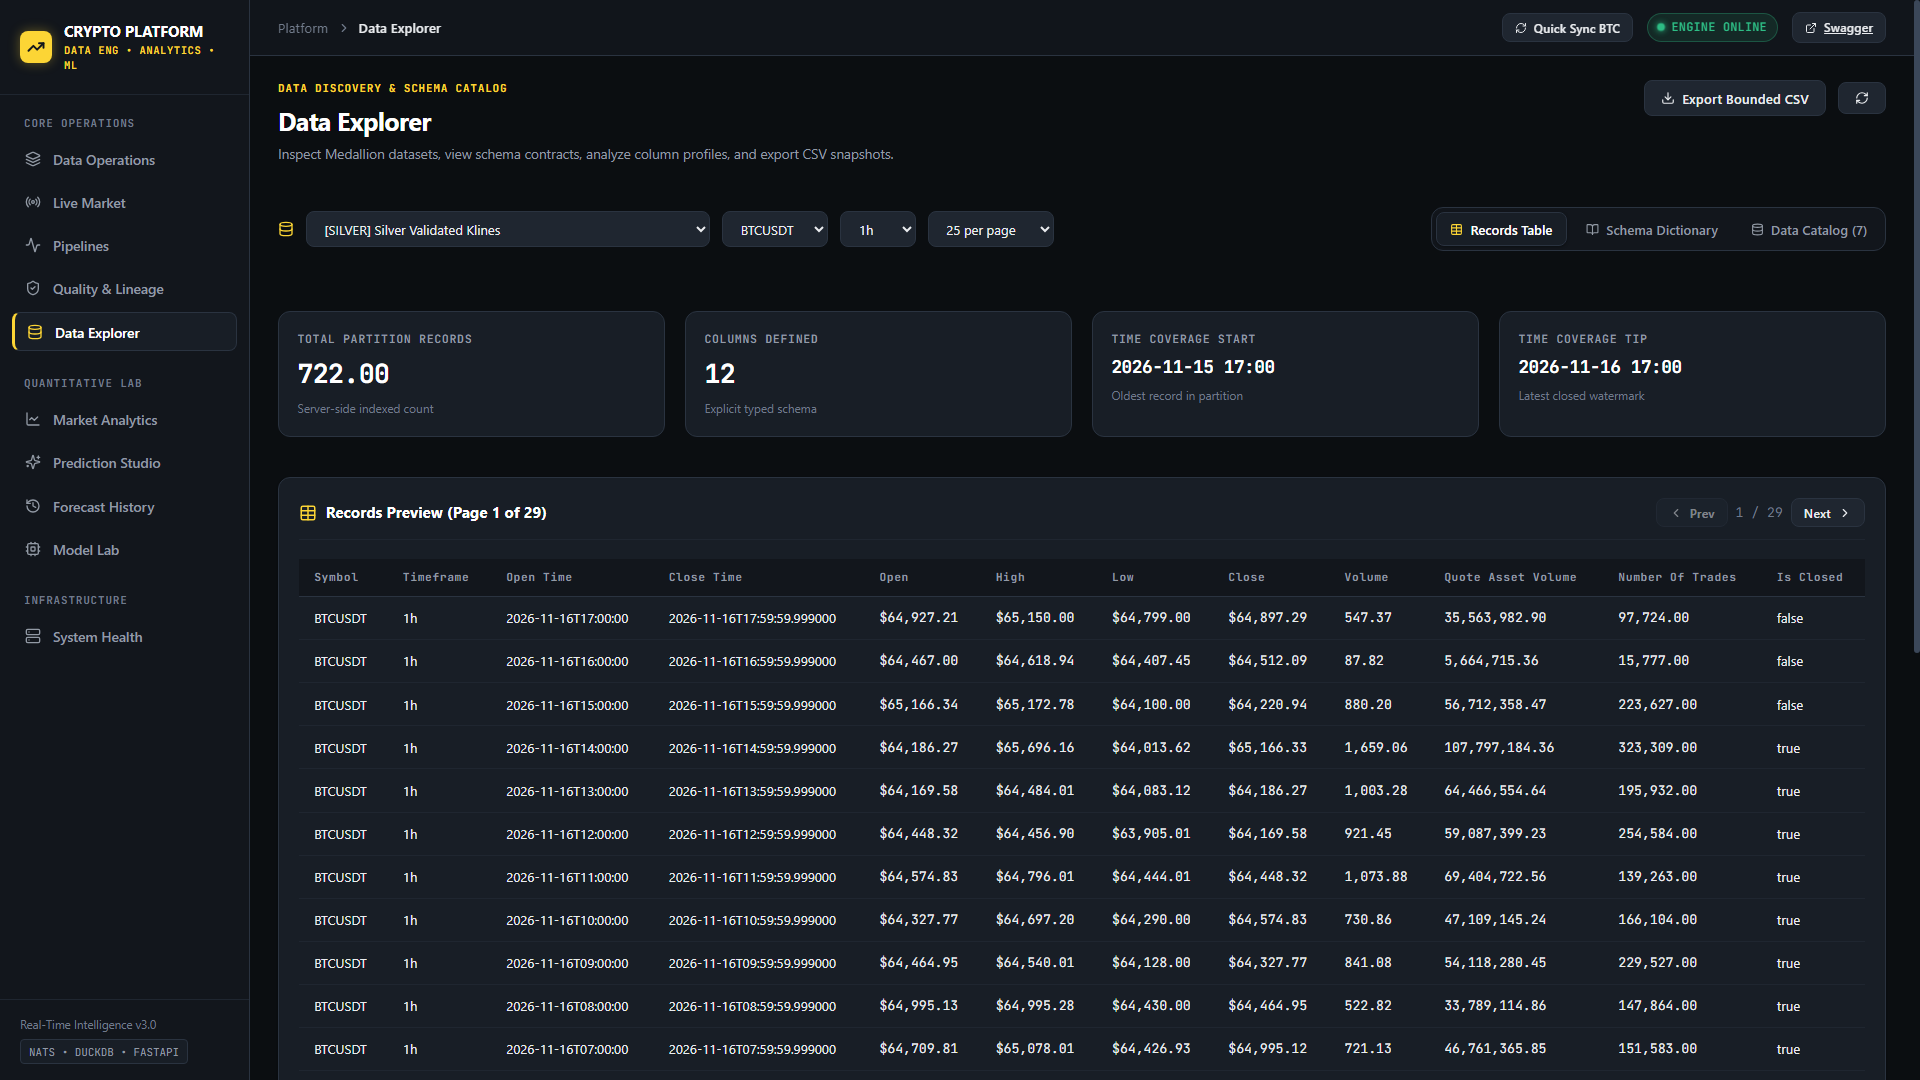 CRYPTO PLATFORM
DATA ENG • ANALYTICS •
ML
CORE OPERATIONS
Data Operations
Live Market
Pipelines
Quality & Lineage
Data Explorer
QUANTITATIVE LAB
Market Analytics
Prediction Studio
Forecast History
Model Lab
INFRASTRUCTURE
System Health
Real-Time Intelligence v3.0
NATS • DUCKDB • FASTAPI
Platform > Data Explorer
Quick Sync BTC
ENGINE ONLINE
Swagger
DATA DISCOVERY & SCHEMA CATALOG
Data Explorer
Inspect Medallion datasets, view schema contracts, analyze column profiles, and export CSV snapshots.
Export Bounded CSV
[SILVER] Silver Validated Klines
BTCUSDT
1h
25 per page
Records Table
Schema Dictionary
Data Catalog (7)
TOTAL PARTITION RECORDS
722.00
Server-side indexed count
COLUMNS DEFINED
12
Explicit typed schema
TIME COVERAGE START
2026-11-15 17:00
Oldest record in partition
TIME COVERAGE TIP
2026-11-16 17:00
Latest closed watermark
Records Preview (Page 1 of 29)
Prev 1 / 29 Next
Symbol Timeframe Open Time Close Time Open High Low Close Volume Quote Asset Volume Number Of Trades Is Closed
BTCUSDT 1h 2026-11-16T17:00:00 2026-11-16T17:59:59.999000 $64,927.21 $65,150.00 $64,799.00 $64,897.29 547.37 35,563,982.90 97,724.00 false
BTCUSDT 1h 2026-11-16T16:00:00 2026-11-16T16:59:59.999000 $64,467.00 $64,618.94 $64,407.45 $64,512.09 87.82 5,664,715.36 15,777.00 false
BTCUSDT 1h 2026-11-16T15:00:00 2026-11-16T15:59:59.999000 $65,166.34 $65,172.78 $64,100.00 $64,220.94 880.20 56,712,358.47 223,627.00 false
BTCUSDT 1h 2026-11-16T14:00:00 2026-11-16T14:59:59.999000 $64,186.27 $65,696.16 $64,013.62 $65,166.33 1,659.06 107,797,184.36 323,309.00 true
BTCUSDT 1h 2026-11-16T13:00:00 2026-11-16T13:59:59.999000 $64,169.58 $64,484.01 $64,083.12 $64,186.27 1,003.28 64,466,554.64 195,932.00 true
BTCUSDT 1h 2026-11-16T12:00:00 2026-11-16T12:59:59.999000 $64,448.32 $64,456.90 $63,905.01 $64,169.58 921.45 59,087,399.23 254,584.00 true
BTCUSDT 1h 2026-11-16T11:00:00 2026-11-16T11:59:59.999000 $64,574.83 $64,796.01 $64,444.01 $64,448.32 1,073.88 69,404,722.56 139,263.00 true
BTCUSDT 1h 2026-11-16T10:00:00 2026-11-16T10:59:59.999000 $64,327.77 $64,697.20 $64,290.00 $64,574.83 730.86 47,109,145.24 166,104.00 true
BTCUSDT 1h 2026-11-16T09:00:00 2026-11-16T09:59:59.999000 $64,464.95 $64,540.01 $64,128.00 $64,327.77 841.08 54,118,280.45 229,527.00 true
BTCUSDT 1h 2026-11-16T08:00:00 2026-11-16T08:59:59.999000 $64,995.13 $64,995.28 $64,430.00 $64,464.95 522.82 33,789,114.86 147,864.00 true
BTCUSDT 1h 2026-11-16T07:00:00 2026-11-16T07:59:59.999000 $64,709.81 $65,078.01 $64,426.93 $64,995.12 721.13 46,761,365.85 151,583.00 true